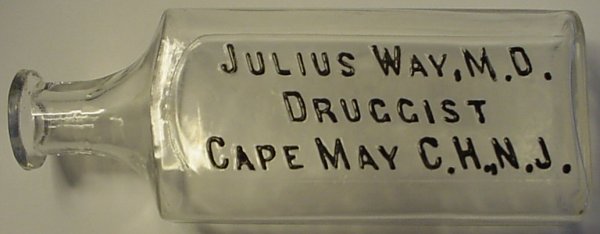 JULIUS WAY, M.D.
DRUGGIST
CAPE MAY C.H., N.J.